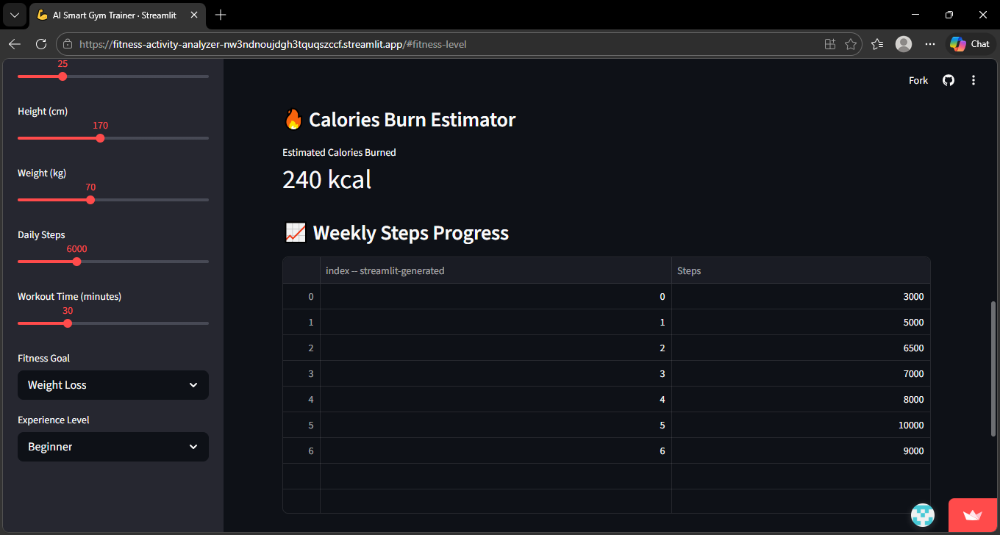 AI Smart Gym Trainer · Streamlit
https://fitness-activity-analyzer-nw3ndnoujdgh3tquqszccf.streamlit.app/#fitness-level
Chat
25
Height (cm)
170
Weight (kg)
70
Daily Steps
6000
Workout Time (minutes)
30
Fitness Goal
Weight Loss
Experience Level
Beginner
Fork
Calories Burn Estimator
Estimated Calories Burned
240 kcal
Weekly Steps Progress
index -- streamlit-generated Steps
0 0 3000
1 1 5000
2 2 6500
3 3 7000
4 4 8000
5 5 10000
6 6 9000